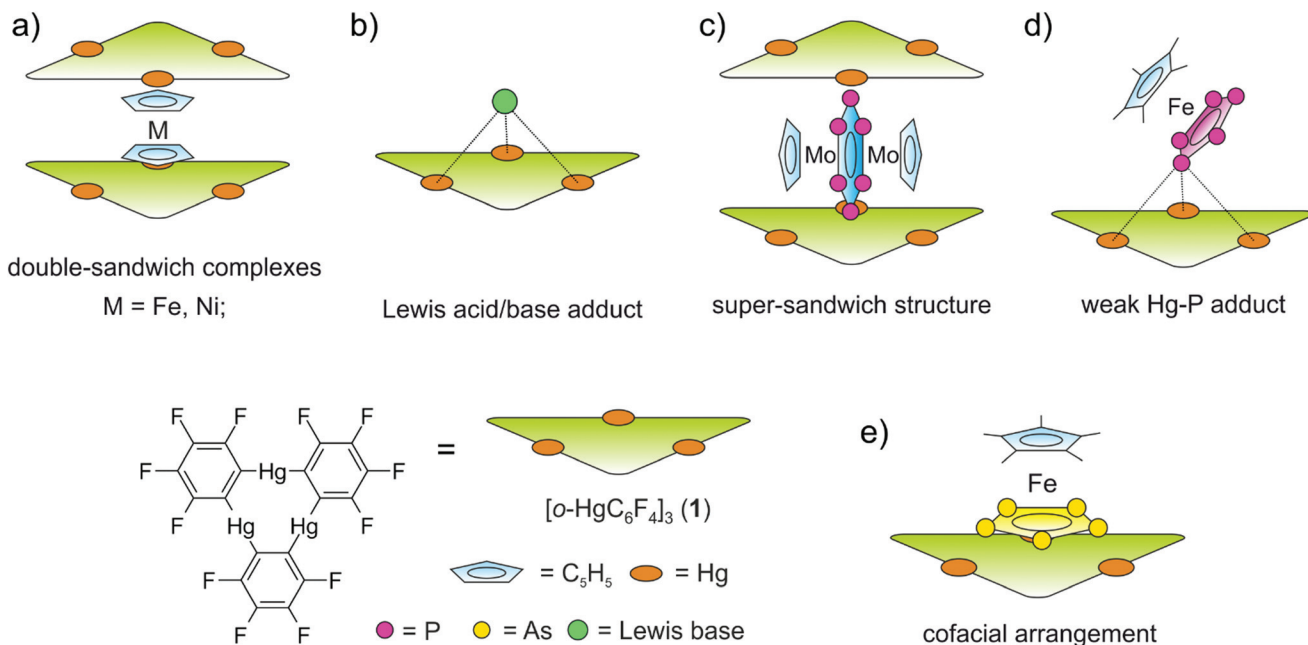 a)
b)
c)
d)
M
Fe
Mo Mo
double-sandwich complexes
M = Fe, Ni;
Lewis acid/base adduct
super-sandwich structure
weak Hg-P adduct
F F F F
F Hg F
Hg Hg
F F
F F
F F
=
[o-HgC₆F₄]₃ (1)
= C₅H₅ = Hg
= P = As = Lewis base
e)
Fe
cofacial arrangement